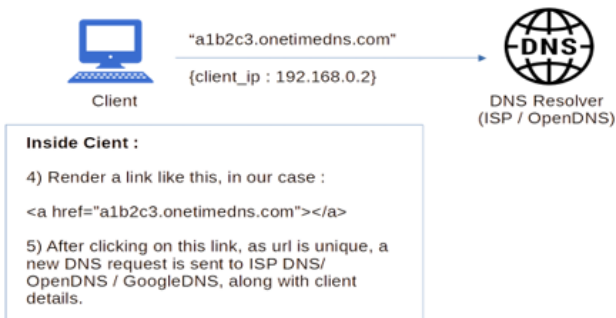 “a1b2c3.onetimedns.com”
{client_ip : 192.168.0.2}
Client
DNS
DNS Resolver
(ISP / OpenDNS)
Inside Cient :
4) Render a link like this, in our case :
<a href="a1b2c3.onetimedns.com"></a>
5) After clicking on this link, as url is unique, a
new DNS request is sent to ISP DNS/
OpenDNS / GoogleDNS, along with client
details.